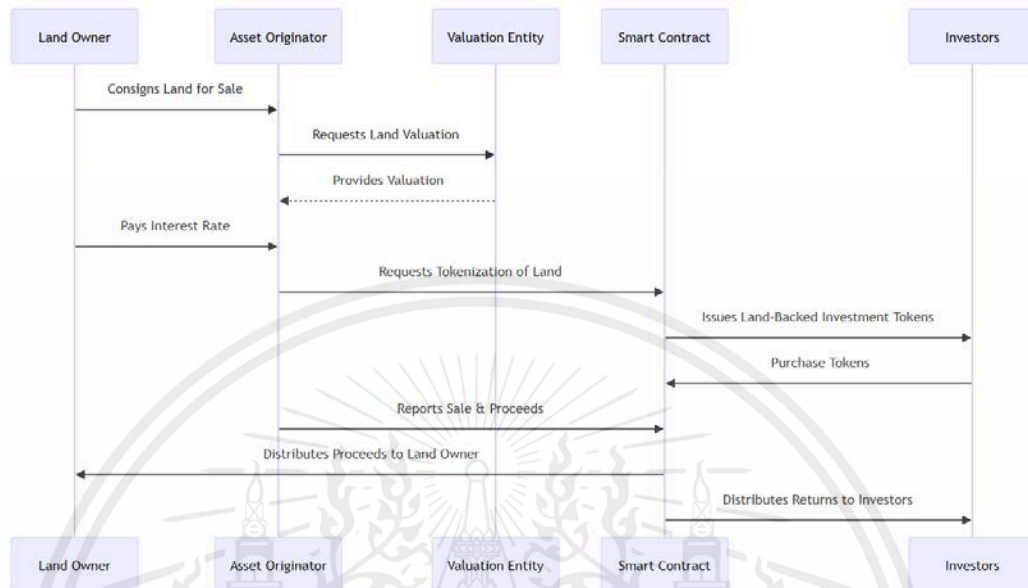 Land Owner
Asset Originator
Valuation Entity
Smart Contract
Investors
Consigns Land for Sale
Requests Land Valuation
Provides Valuation
Pays Interest Rate
Requests Tokenization of Land
Issues Land-Backed Investment Tokens
Purchase Tokens
Reports Sale & Proceeds
Distributes Proceeds to Land Owner
Distributes Returns to Investors
Land Owner
Asset Originator
Valuation Entity
Smart Contract
Investors